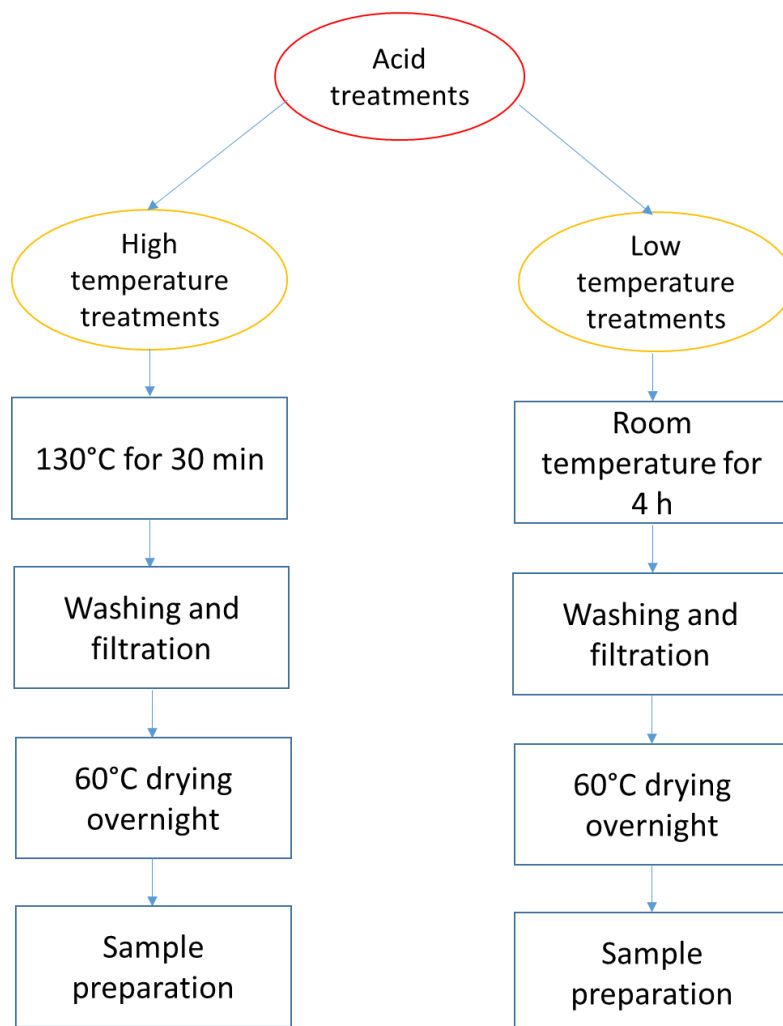 Acid
treatments
High
temperature
treatments
Low
temperature
treatments
130°C for 30 min
Room
temperature for
4 h
Washing and
filtration
Washing and
filtration
60°C drying
overnight
60°C drying
overnight
Sample
preparation
Sample
preparation